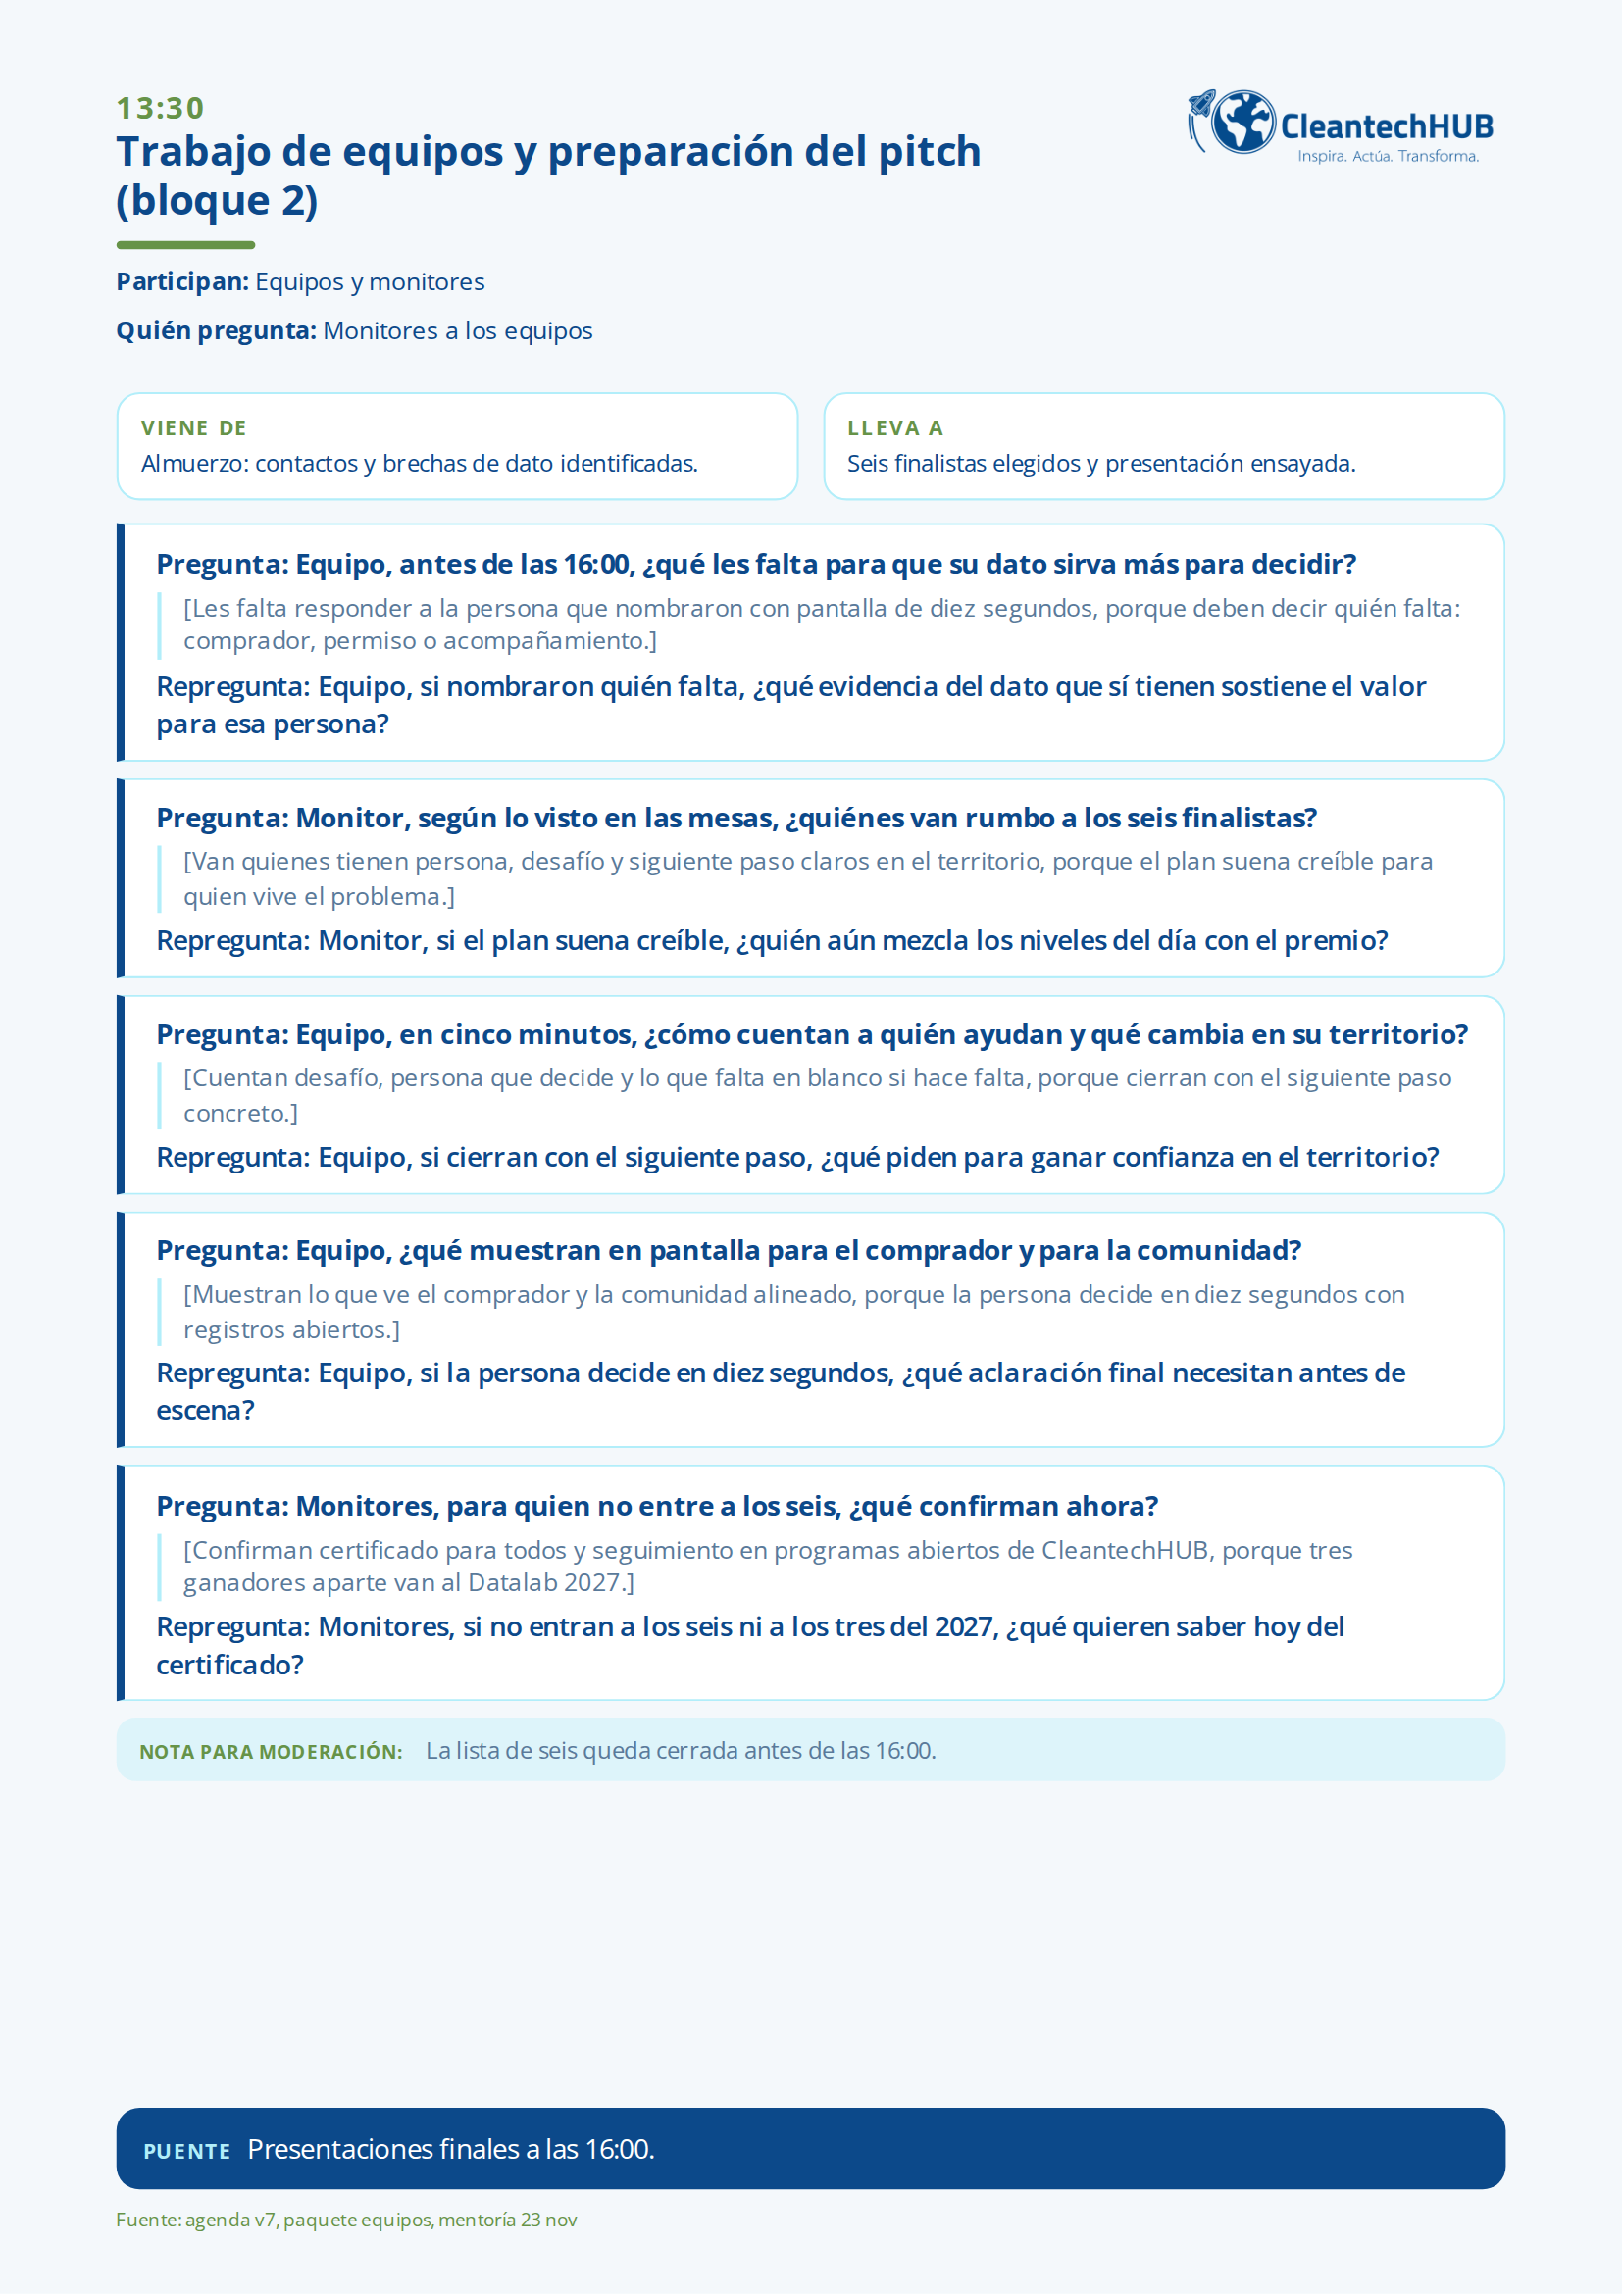 13:30
Trabajo de equipos y preparación del pitch
(bloque 2)
CleantechHUB
Inspira. Actúa. Transforma.
Participan: Equipos y monitores
Quién pregunta: Monitores a los equipos
VIENE DE
Almuerzo: contactos y brechas de dato identificadas.
LLEVA A
Seis finalistas elegidos y presentación ensayada.
Pregunta: Equipo, antes de las 16:00, ¿qué les falta para que su dato sirva más para decidir?
[Les falta responder a la persona que nombraron con pantalla de diez segundos, porque deben decir quién falta:
comprador, permiso o acompañamiento.]
Repregunta: Equipo, si nombraron quién falta, ¿qué evidencia del dato que sí tienen sostiene el valor
para esa persona?
Pregunta: Monitor, según lo visto en las mesas, ¿quiénes van rumbo a los seis finalistas?
[Van quienes tienen persona, desafío y siguiente paso claros en el territorio, porque el plan suena creíble para
quien vive el problema.]
Repregunta: Monitor, si el plan suena creíble, ¿quién aún mezcla los niveles del día con el premio?
Pregunta: Equipo, en cinco minutos, ¿cómo cuentan a quién ayudan y qué cambia en su territorio?
[Cuentan desafío, persona que decide y lo que falta en blanco si hace falta, porque cierran con el siguiente paso
concreto.]
Repregunta: Equipo, si cierran con el siguiente paso, ¿qué piden para ganar confianza en el territorio?
Pregunta: Equipo, ¿qué muestran en pantalla para el comprador y para la comunidad?
[Muestran lo que ve el comprador y la comunidad alineado, porque la persona decide en diez segundos con
registros abiertos.]
Repregunta: Equipo, si la persona decide en diez segundos, ¿qué aclaración final necesitan antes de
escena?
Pregunta: Monitores, para quien no entre a los seis, ¿qué confirman ahora?
[Confirman certificado para todos y seguimiento en programas abiertos de CleantechHUB, porque tres
ganadores aparte van al Datalab 2027.]
Repregunta: Monitores, si no entran a los seis ni a los tres del 2027, ¿qué quieren saber hoy del
certificado?
NOTA PARA MODERACIÓN: La lista de seis queda cerrada antes de las 16:00.
PUENTE Presentaciones finales a las 16:00.
Fuente: agenda v7, paquete equipos, mentoría 23 nov